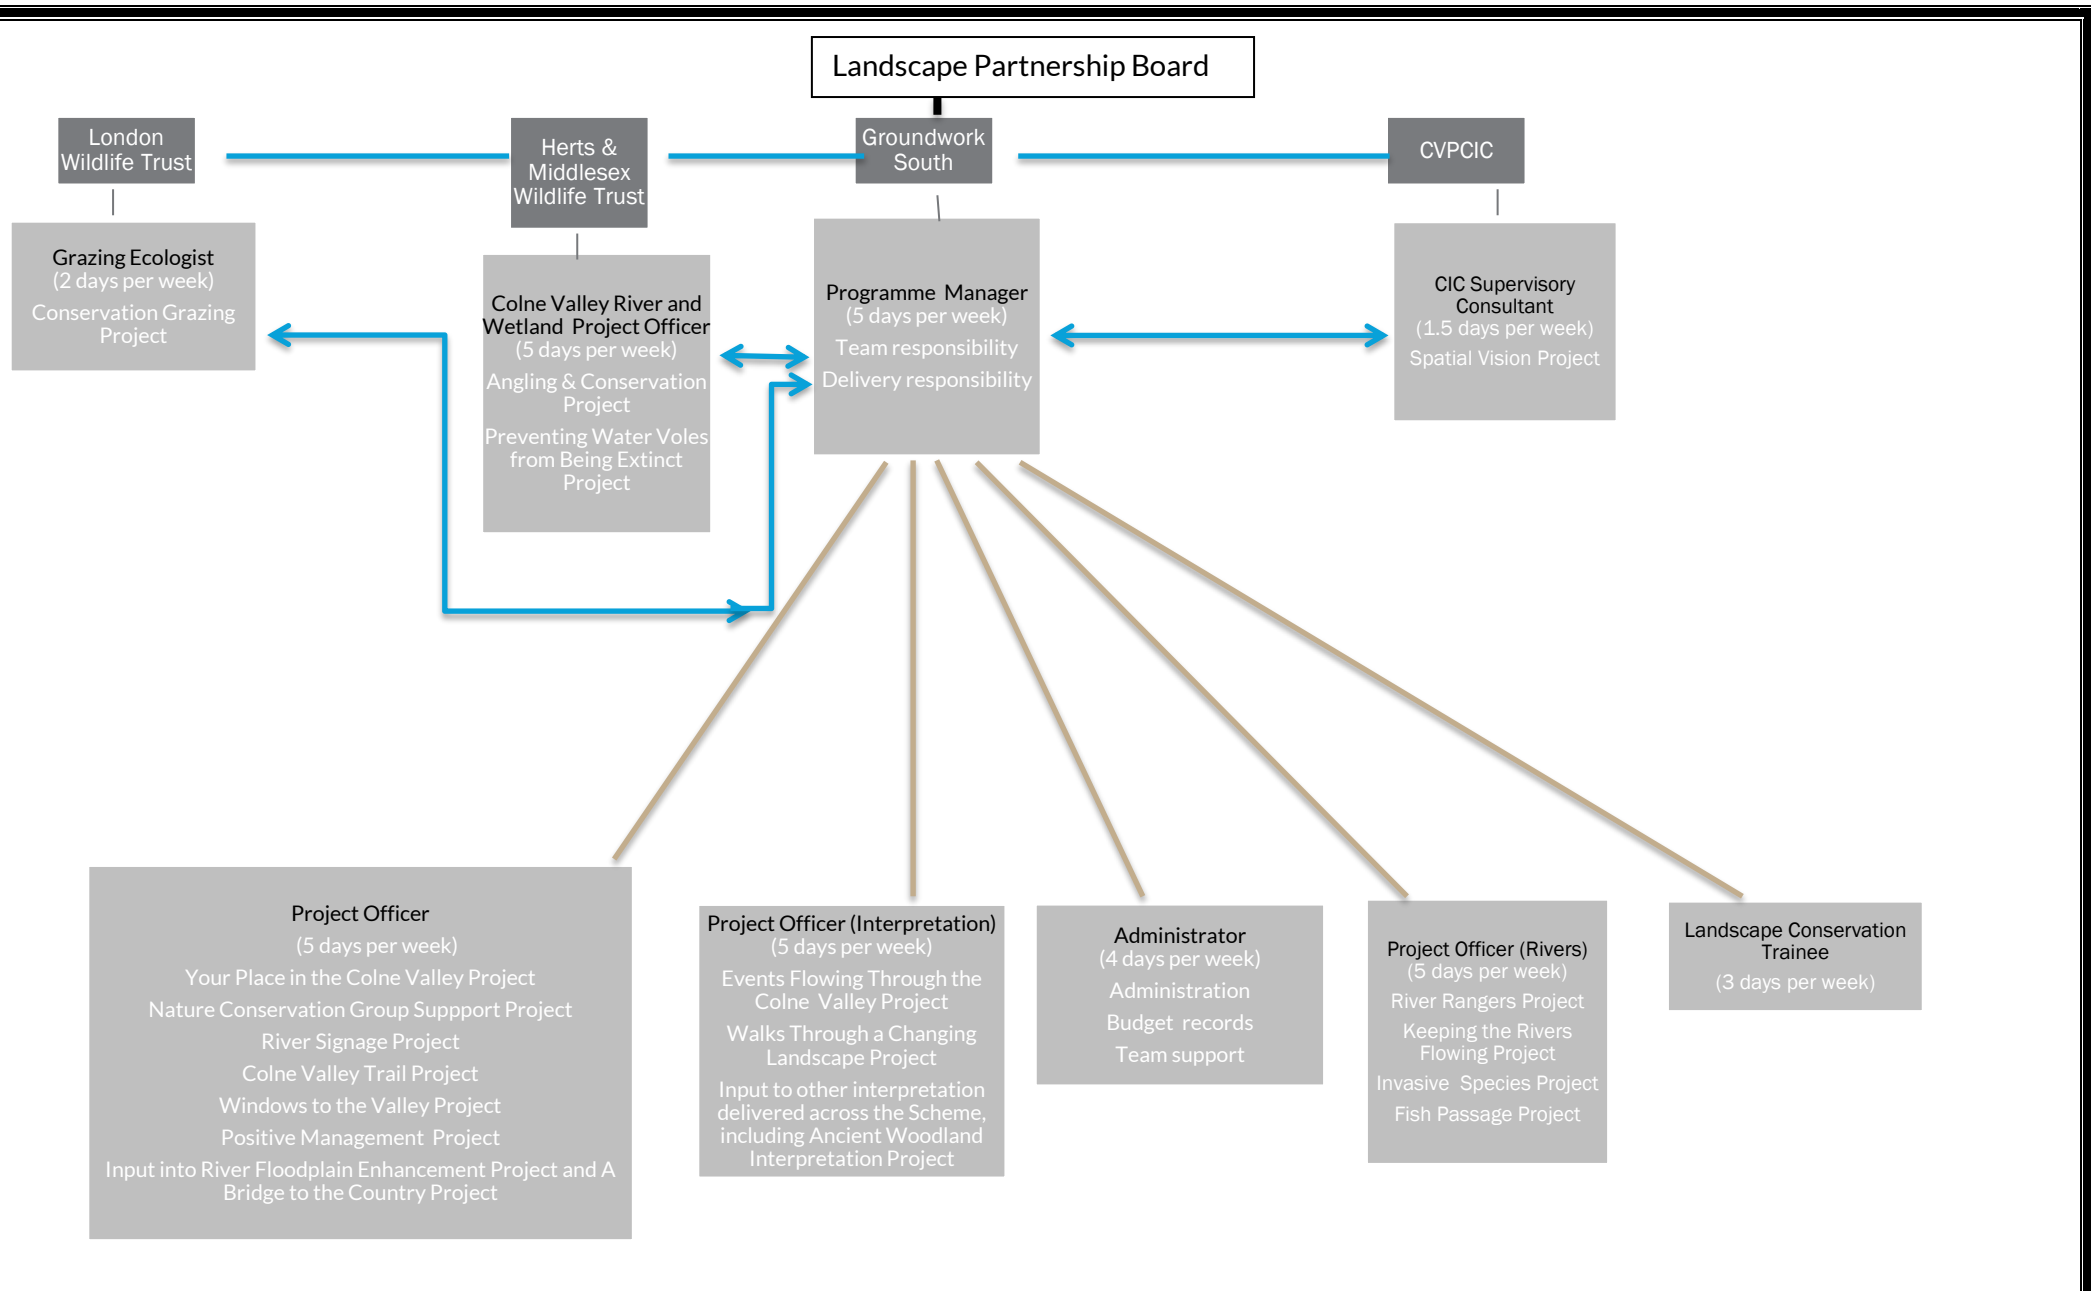 Landscape Partnership Board
London
Wildlife Trust
Herts &
Middlesex
Wildlife Trust
Groundwork
South
CVPCIC
Grazing Ecologist
(2 days per week)
Conservation Grazing
Project
Colne Valley River and
Wetland Project Officer
(5 days per week)
Angling & Conservation
Project
Preventing Water Voles
from Being Extinct
Project
Programme Manager
(5 days per week)
Team responsibility
Delivery responsibility
CIC Supervisory
Consultant
(1.5 days per week)
Spatial Vision Project
Project Officer
(5 days per week)
Your Place in the Colne Valley Project
Nature Conservation Group Suppport Project
River Signage Project
Colne Valley Trail Project
Windows to the Valley Project
Positive Management Project
Input into River Floodplain Enhancement Project and A
Bridge to the Country Project
Project Officer (Interpretation)
(5 days per week)
Events Flowing Through the
Colne Valley Project
Walks Through a Changing
Landscape Project
Input to other interpretation
delivered across the Scheme,
including Ancient Woodland
Interpretation Project
Administrator
(4 days per week)
Administration
Budget records
Team support
Project Officer (Rivers)
(5 days per week)
River Rangers Project
Keeping the Rivers
Flowing Project
Invasive Species Project
Fish Passage Project
Landscape Conservation
Trainee
(3 days per week)